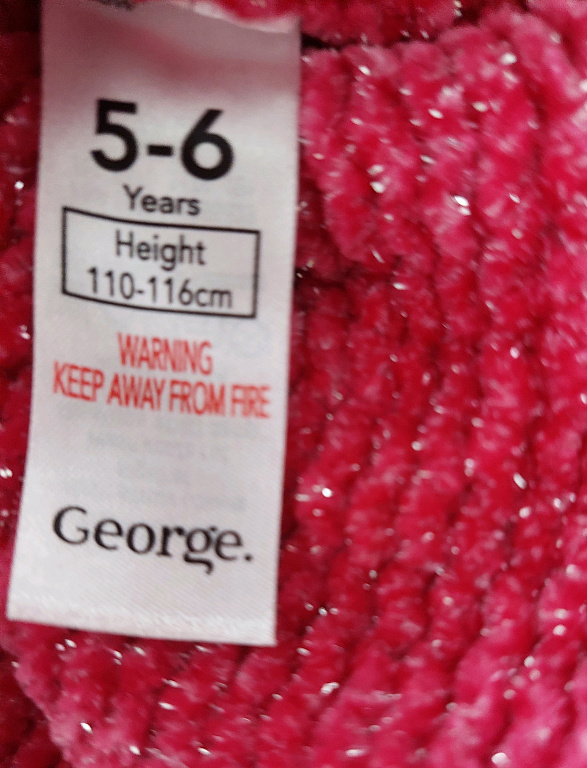 5-6
Years
Height
110-116cm
WARNING
KEEP AWAY FROM FIRE
George.